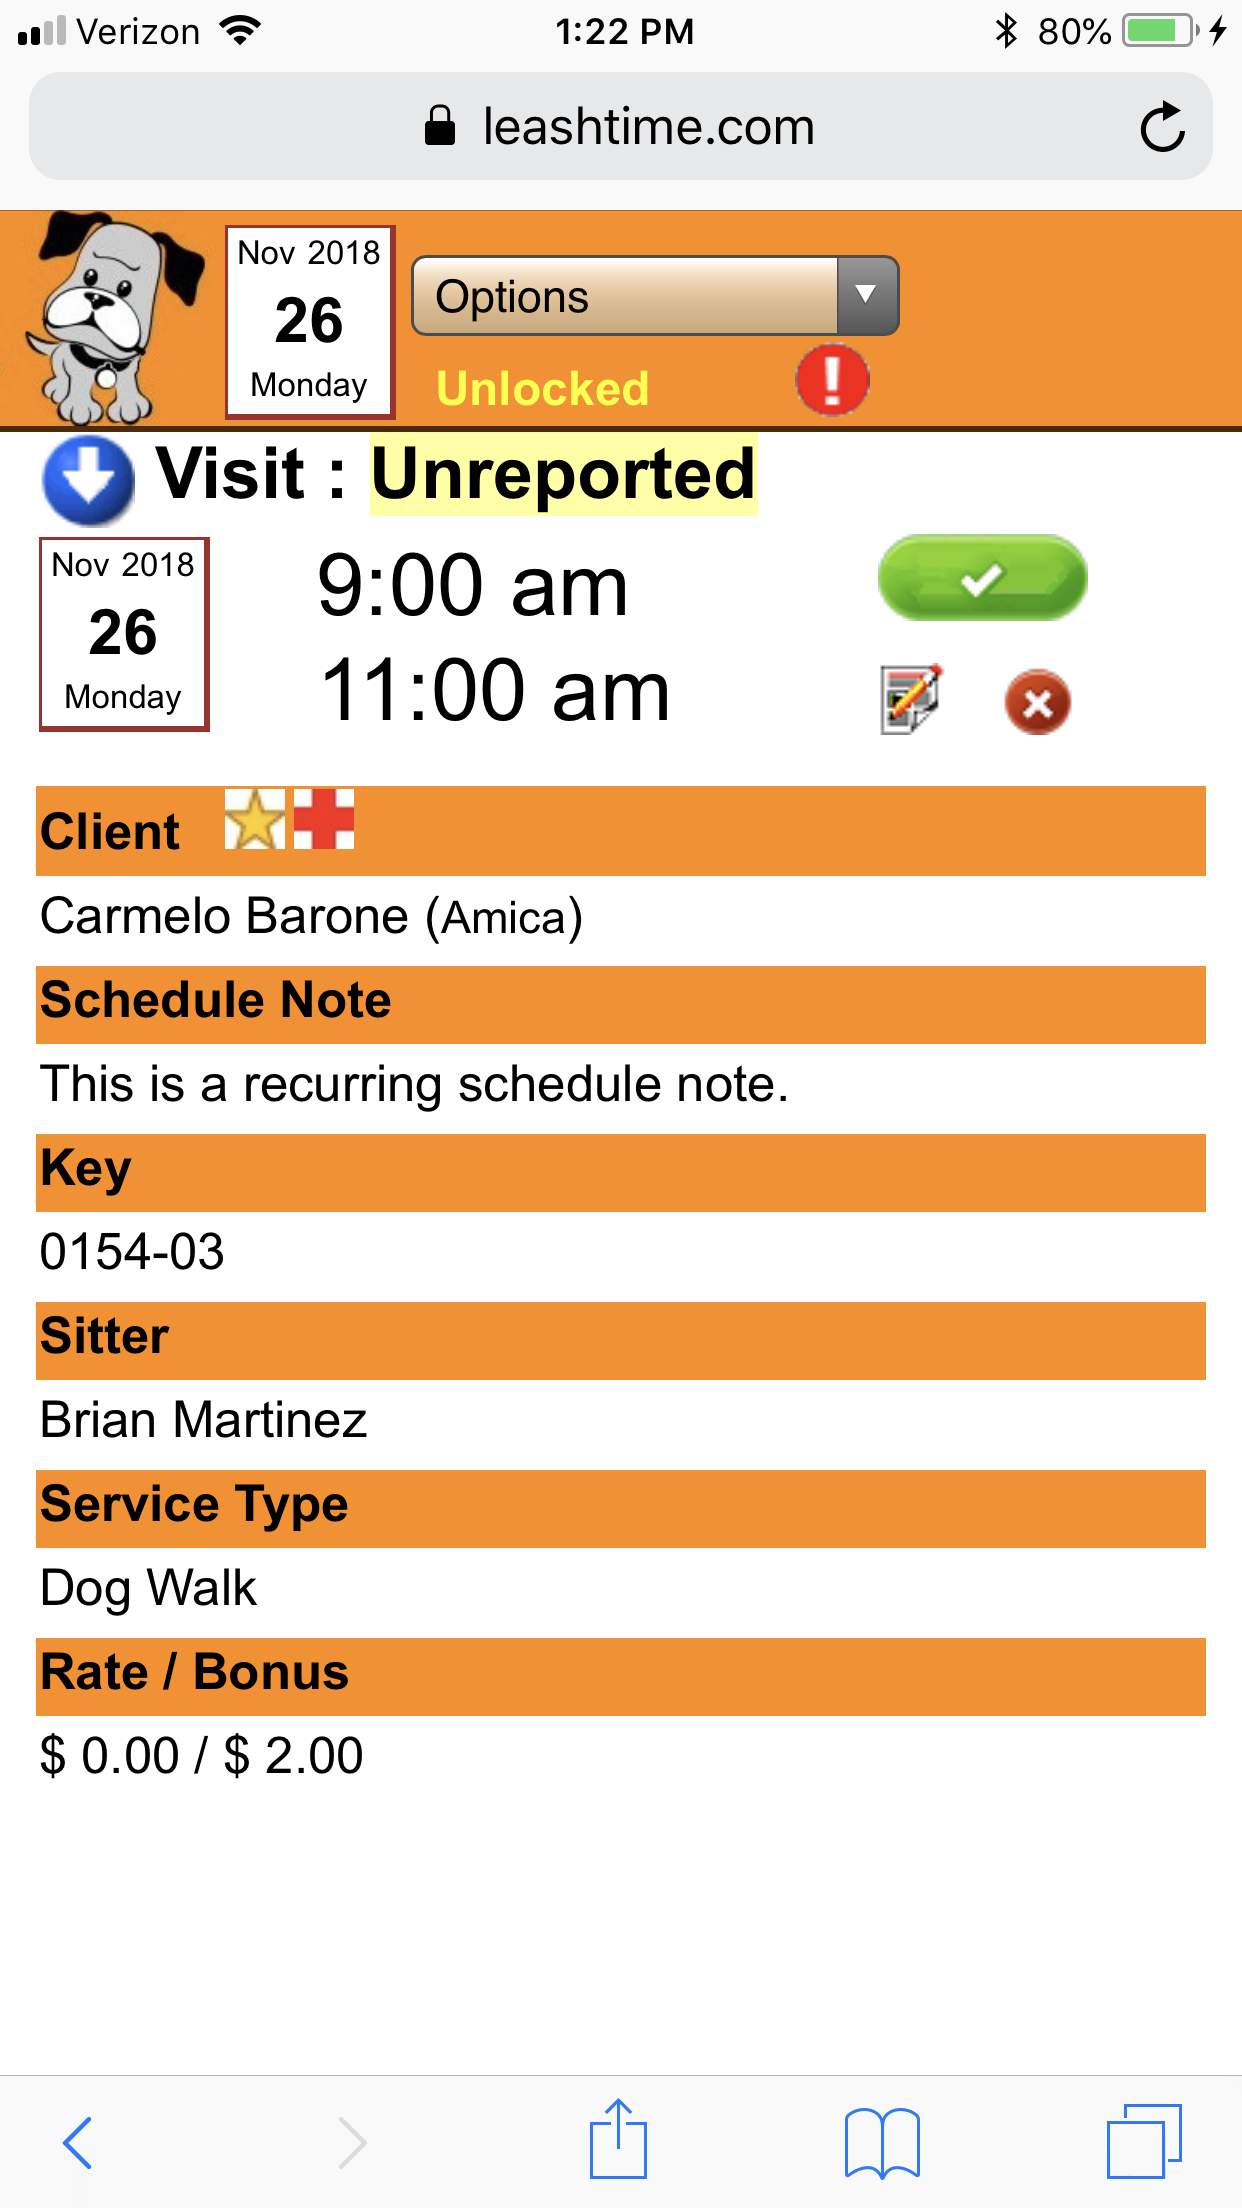 Verizon 1:22 PM 80%
leashtime.com
Nov 2018
26
Monday
Options
Unlocked
Visit : Unreported
Nov 2018
26
Monday
9:00 am
11:00 am
Client
Carmelo Barone (Amica)
Schedule Note
This is a recurring schedule note.
Key
0154-03
Sitter
Brian Martinez
Service Type
Dog Walk
Rate / Bonus
$ 0.00 / $ 2.00